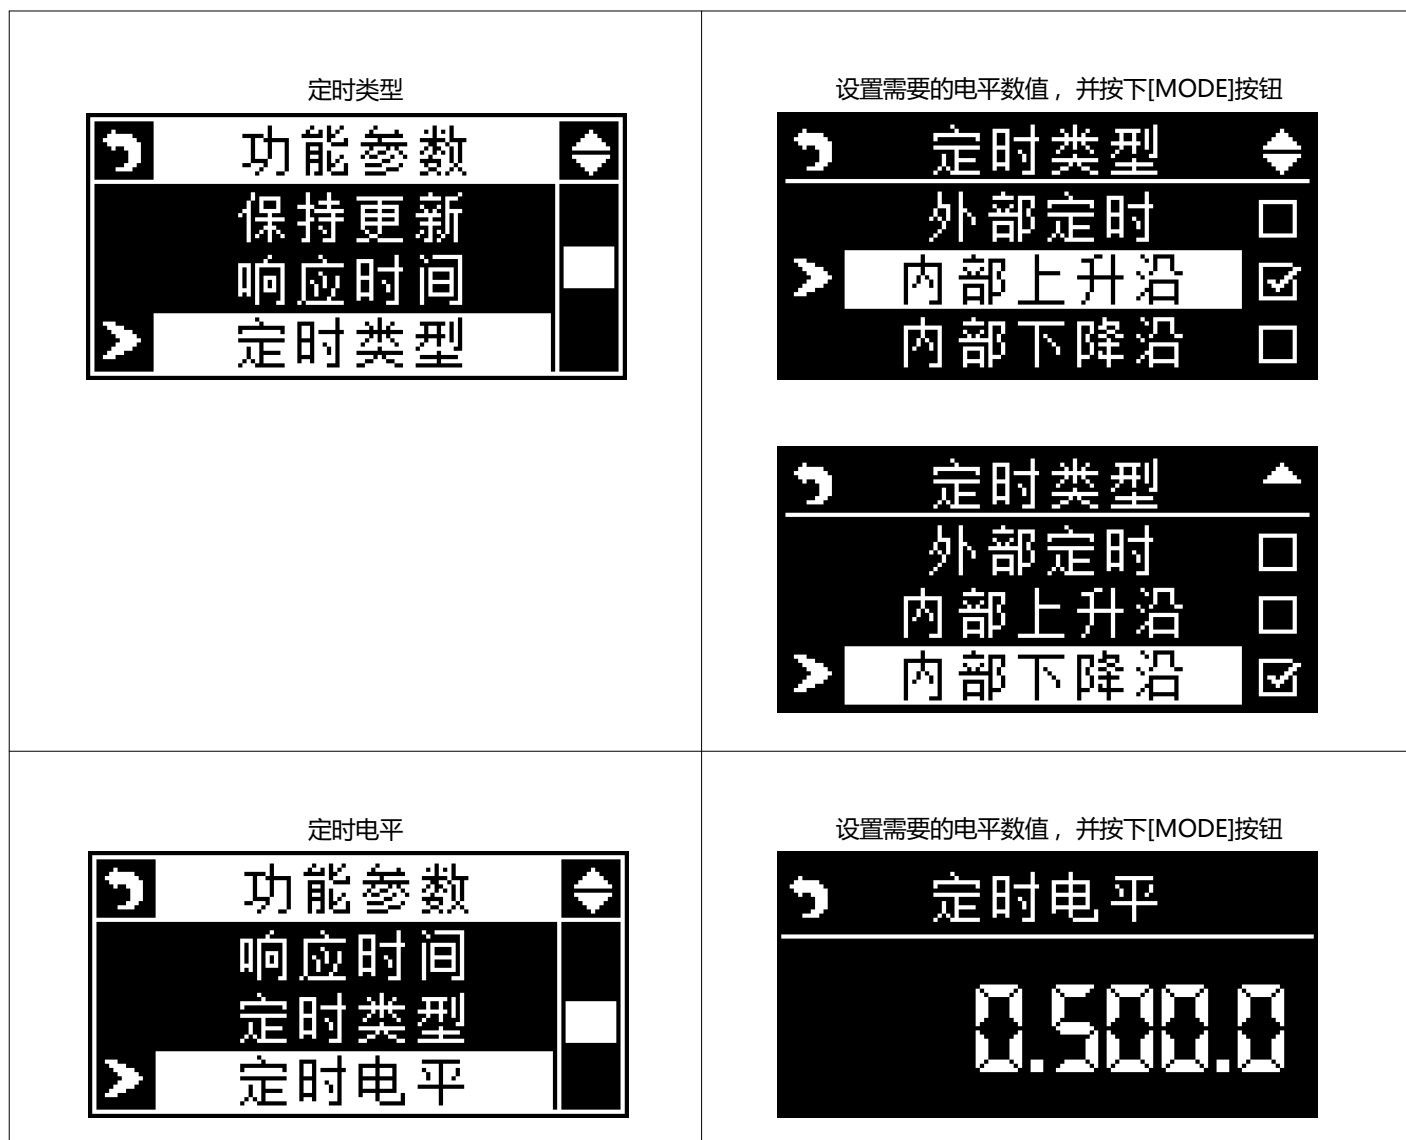 定时类型
功能参数
保持更新
响应时间
定时类型
设置需要的电平数值，并按下[MODE]按钮
定时类型
外部定时
内部上升沿
内部下降沿
定时类型
外部定时
内部上升沿
内部下降沿
定时电平
功能参数
响应时间
定时类型
定时电平
设置需要的电平数值，并按下[MODE]按钮
定时电平
0.500.0